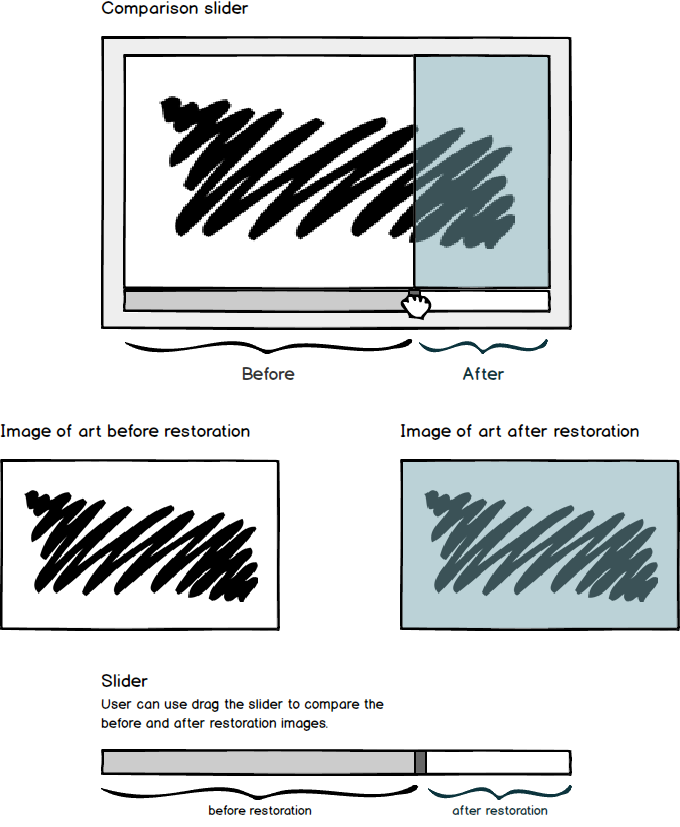 Comparison slider
Before
After
Image of art before restoration
Image of art after restoration
Slider
User can use drag the slider to compare the
before and after restoration images.
before restoration
after restoration